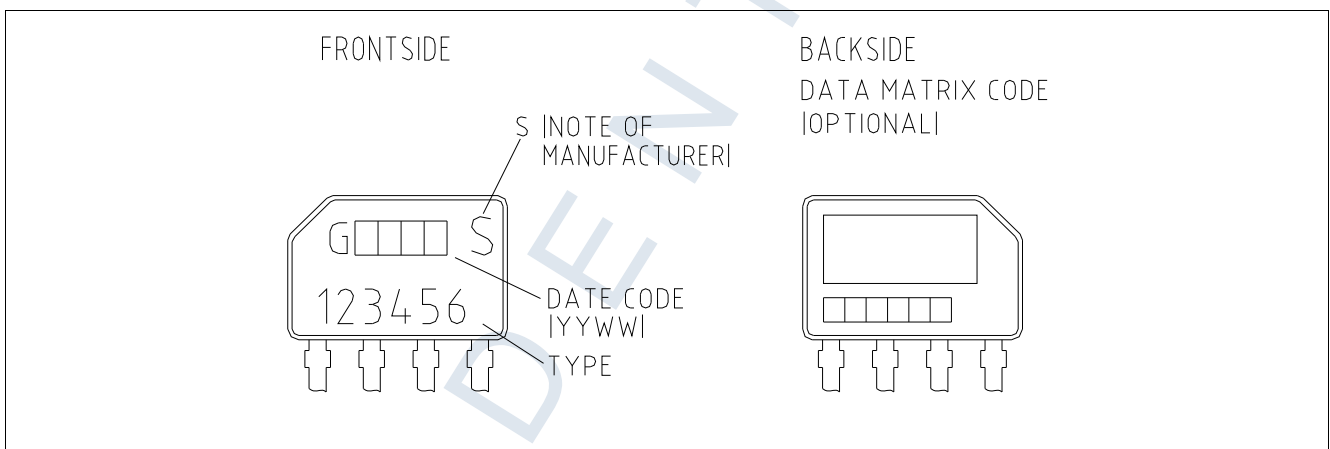 FRONTSIDE
S |NOTE OF
MANUFACTURER|
G S
123456
DATE CODE
|YYWW|
TYPE
BACKSIDE
DATA MATRIX CODE
|OPTIONAL|
D E N